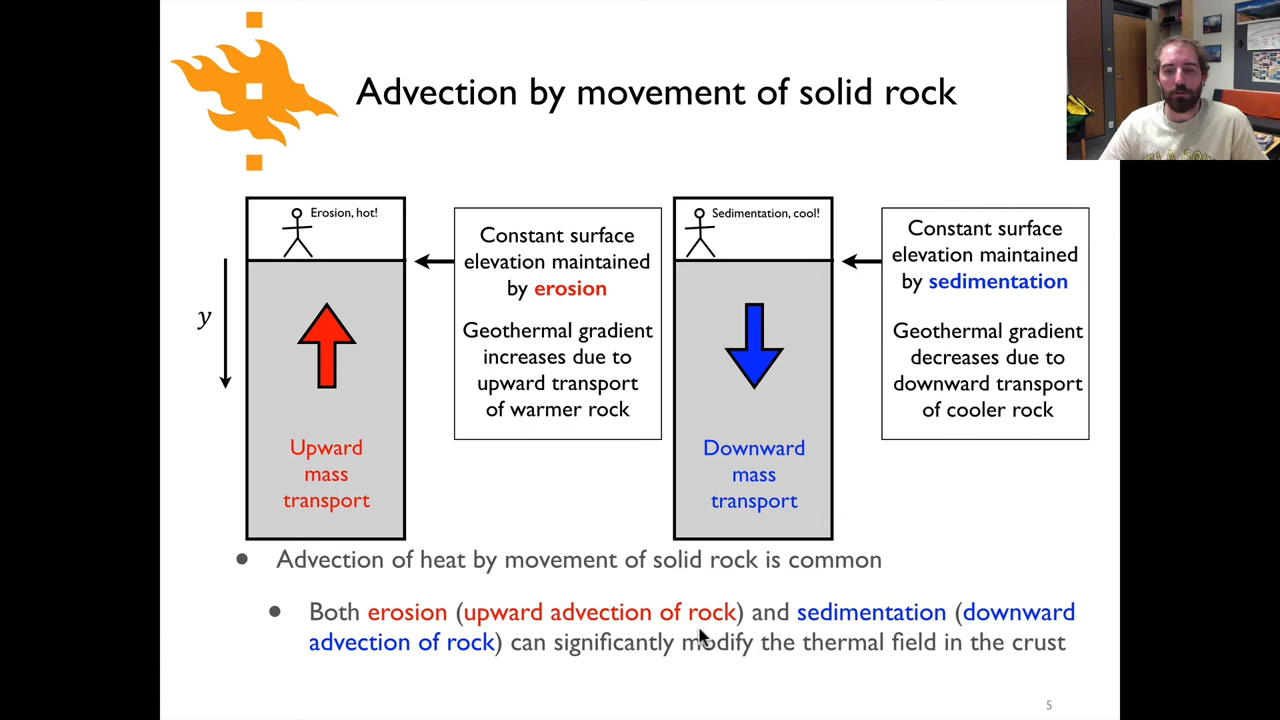 Advection by movement of solid rock
Erosion, hot!
Constant surface
elevation maintained
by erosion
Geothermal gradient
increases due to
upward transport
of warmer rock
y
Upward
mass
transport
Sedimentation, cool!
Constant surface
elevation maintained
by sedimentation
Geothermal gradient
decreases due to
downward transport
of cooler rock
Downward
mass
transport
• Advection of heat by movement of solid rock is common
• Both erosion (upward advection of rock) and sedimentation (downward
advection of rock) can significantly modify the thermal field in the crust
5